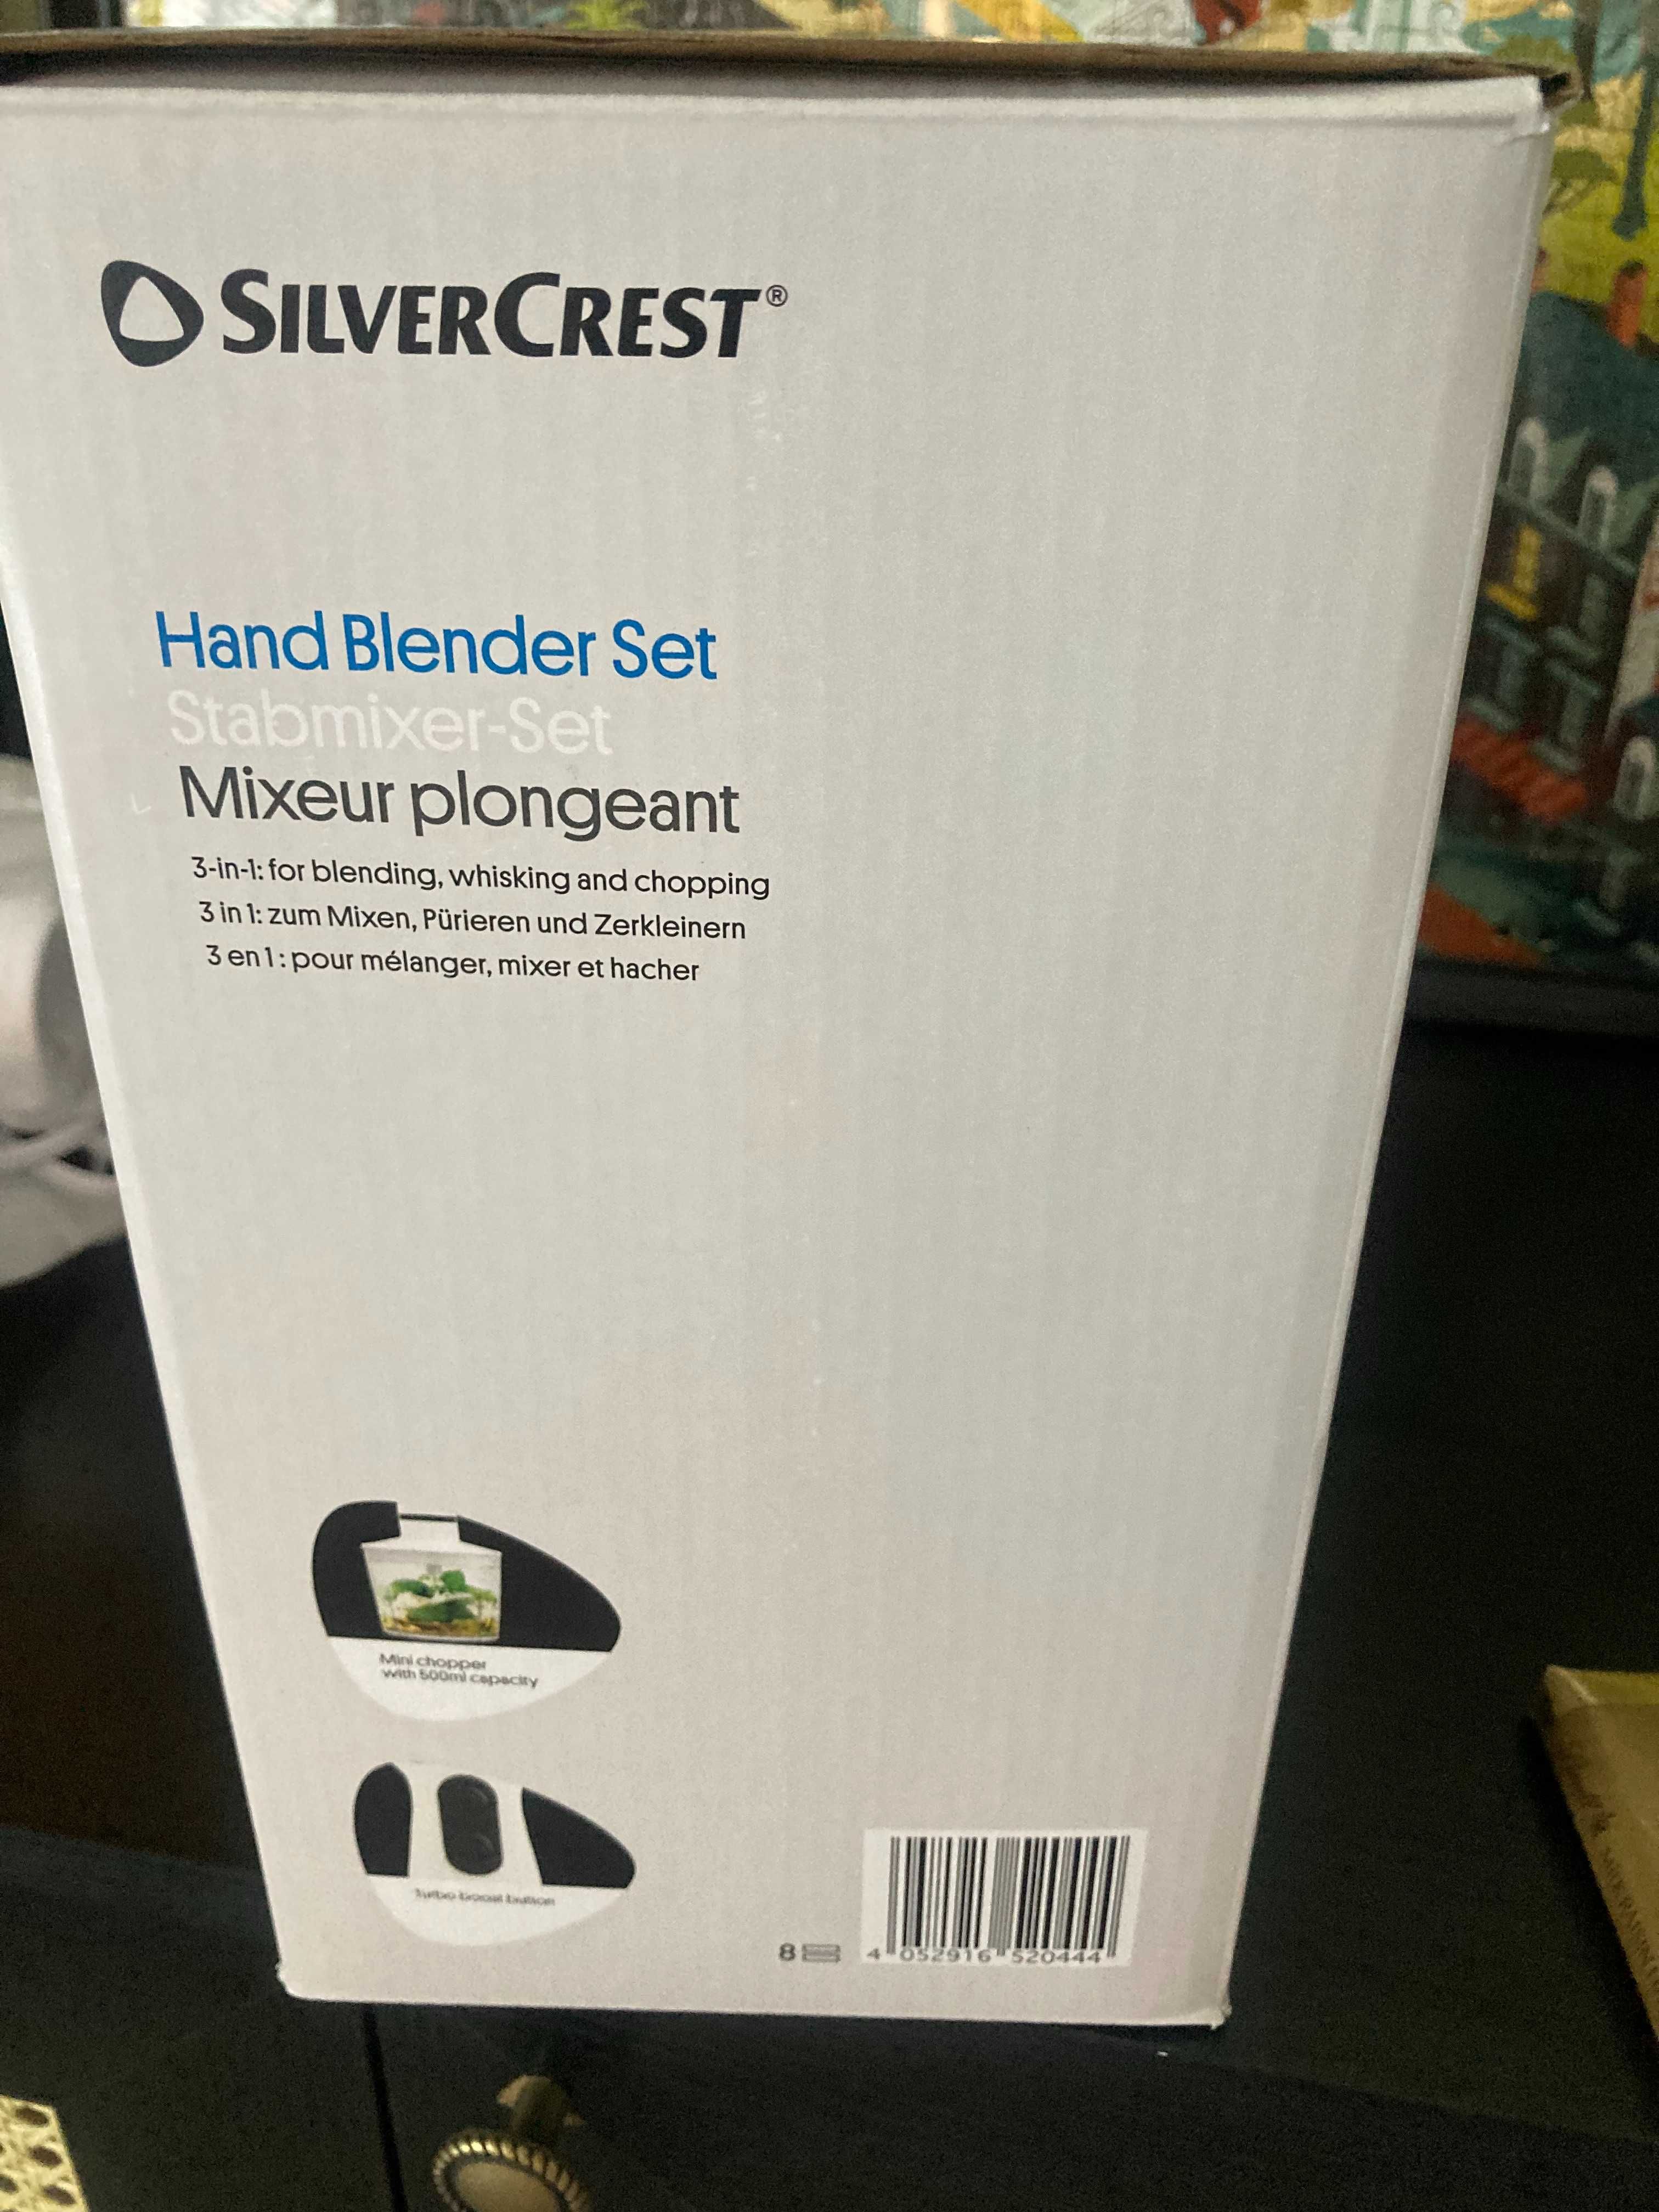 SILVERCREST®
Hand Blender Set
Stabmixer-Set
Mixeur plongeant
3-in-1: for blending, whisking and chopping
3 in 1: zum Mixen, Pürieren und Zerkleinern
3 en 1 : pour mélanger, mixer et hacher
Mini chopper
with 500ml capacity
Turbo boost button
8
4 052916 520444